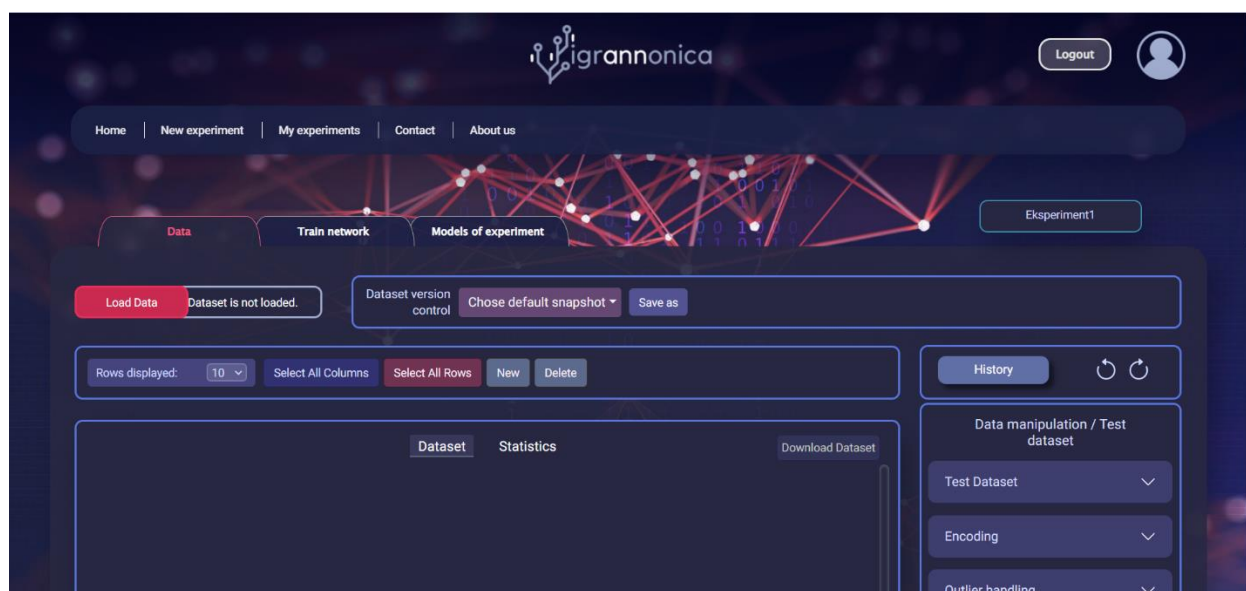 igrannonica
Logout
Home
New experiment
My experiments
Contact
About us
Data
Train network
Models of experiment
Eksperiment1
Load Data
Dataset is not loaded.
Dataset version
control
Chose default snapshot
Save as
Rows displayed:
10
Select All Columns
Select All Rows
New
Delete
History
Dataset
Statistics
Download Dataset
Data manipulation / Test
dataset
Test Dataset
Encoding
Outlier handling